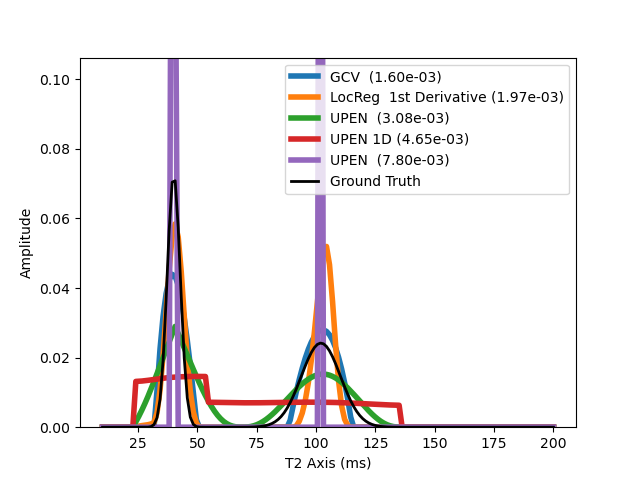 GCV (1.60e-03)
LocReg 1st Derivative (1.97e-03)
UPEN (3.08e-03)
UPEN 1D (4.65e-03)
UPEN (7.80e-03)
Ground Truth
Amplitude
0.10
0.08
0.06
0.04
0.02
0.00
25 50 75 100 125 150 175 200
T2 Axis (ms)